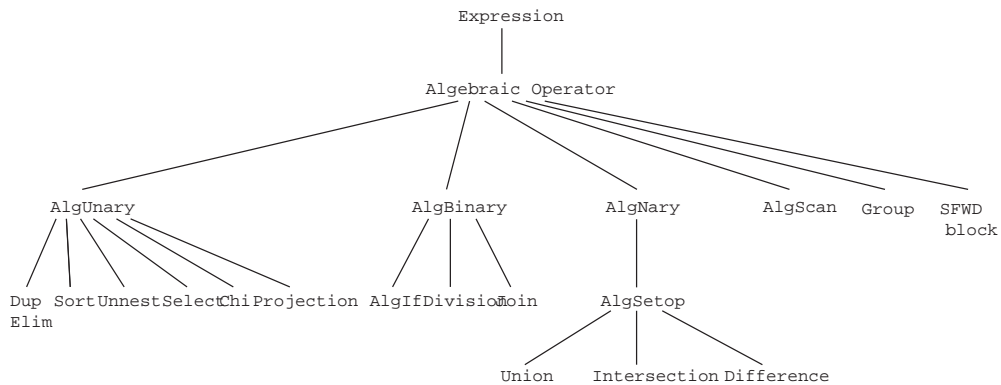 Expression
Algebraic Operator
AlgUnary AlgBinary AlgNary AlgScan Group SFWD
block
Dup Sort Unnest Select Chi Projection AlgIf Division Join AlgSetop
Elim
Union Intersection Difference